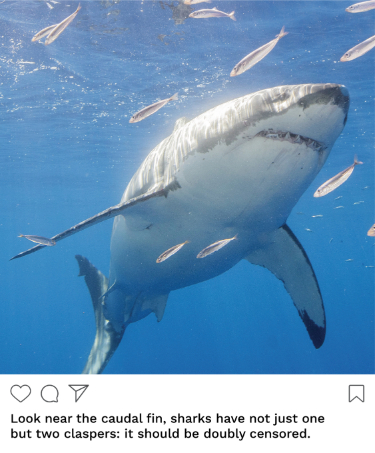 Look near the caudal fin, sharks have not just one
but two claspers: it should be doubly censored.